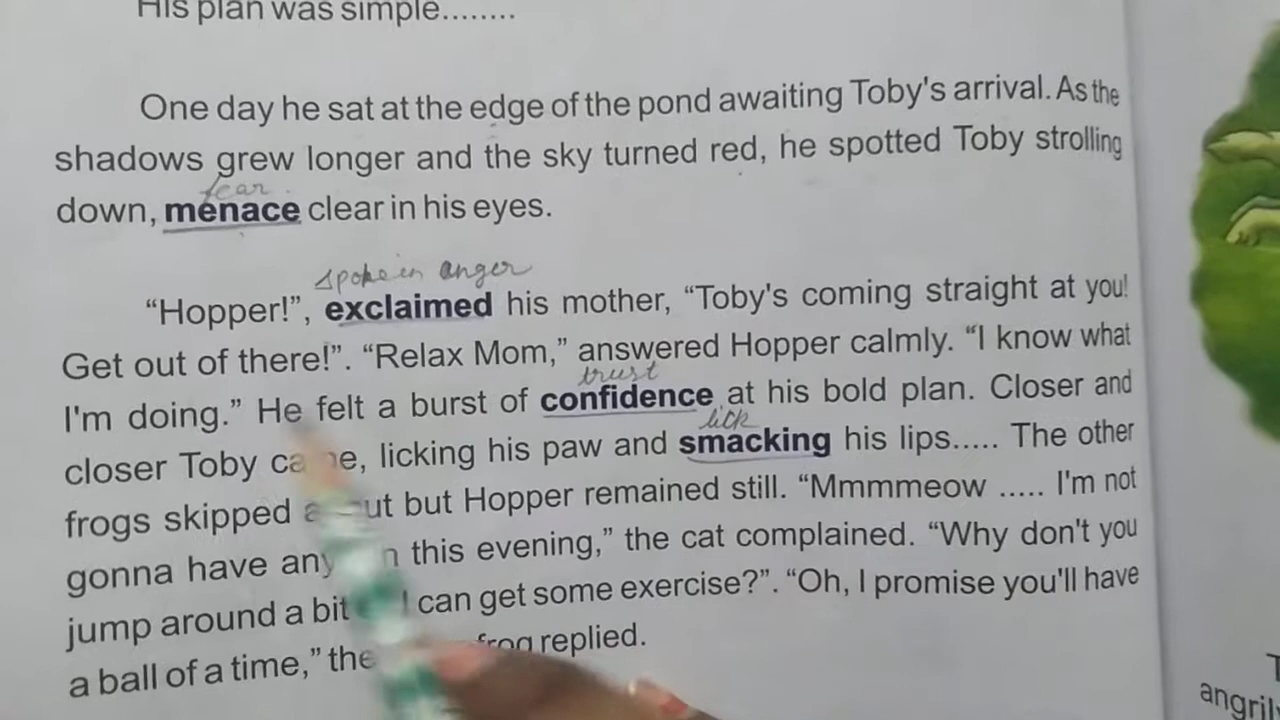 His plan was simple........
One day he sat at the edge of the pond awaiting Toby's arrival. As the
shadows grew longer and the sky turned red, he spotted Toby strolling
fear
down, menace clear in his eyes.
spoke in anger
“Hopper!”, exclaimed his mother, “Toby's coming straight at you!
Get out of there!”. “Relax Mom,” answered Hopper calmly. “I know what
trust
I'm doing.” He felt a burst of confidence at his bold plan. Closer and
lick
closer Toby , licking his paw and smacking his lips..... The other
frogs skipped but Hopper remained still. “Mmmmeow ..... I'm not
gonna have this evening,” the cat complained. “Why don't you
jump around a bit I can get some exercise?”. “Oh, I promise you'll have
a ball of a time,” the frog replied.
angrily